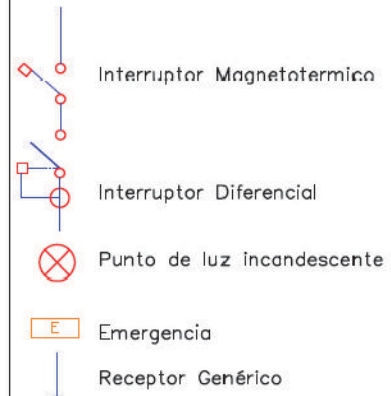 Interruptor Magnetotermico
Interruptor Diferencial
Punto de luz incandescente
E
Emergencia
Receptor Genérico